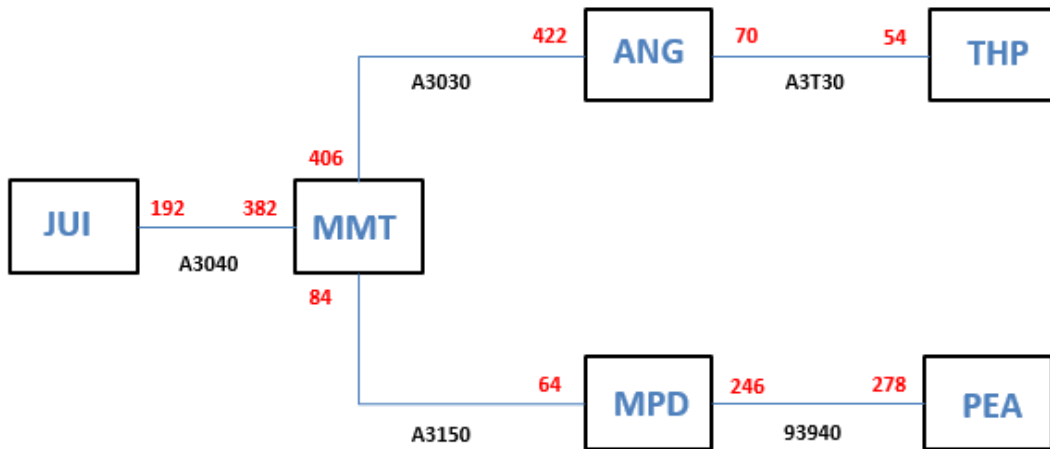 422 ANG 70 54 THP
A3030 A3T30
406
JUI 192 382 MMT
A3040
84
64 MPD 246 278 PEA
A3150 93940